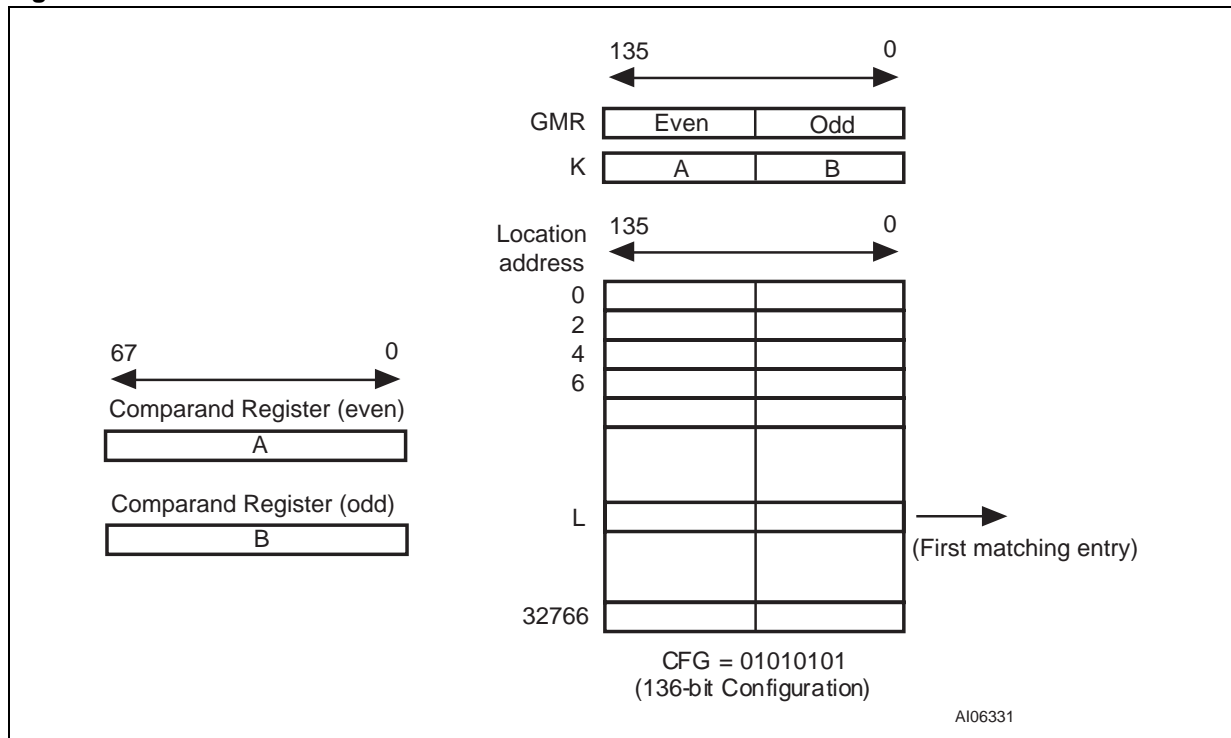 135 0
GMR Even Odd
K A B
Location
address
135 0
0
2
4
6
L
(First matching entry)
32766
CFG = 01010101
(136-bit Configuration)
67 0
Comparand Register (even)
A
Comparand Register (odd)
B
AI06331